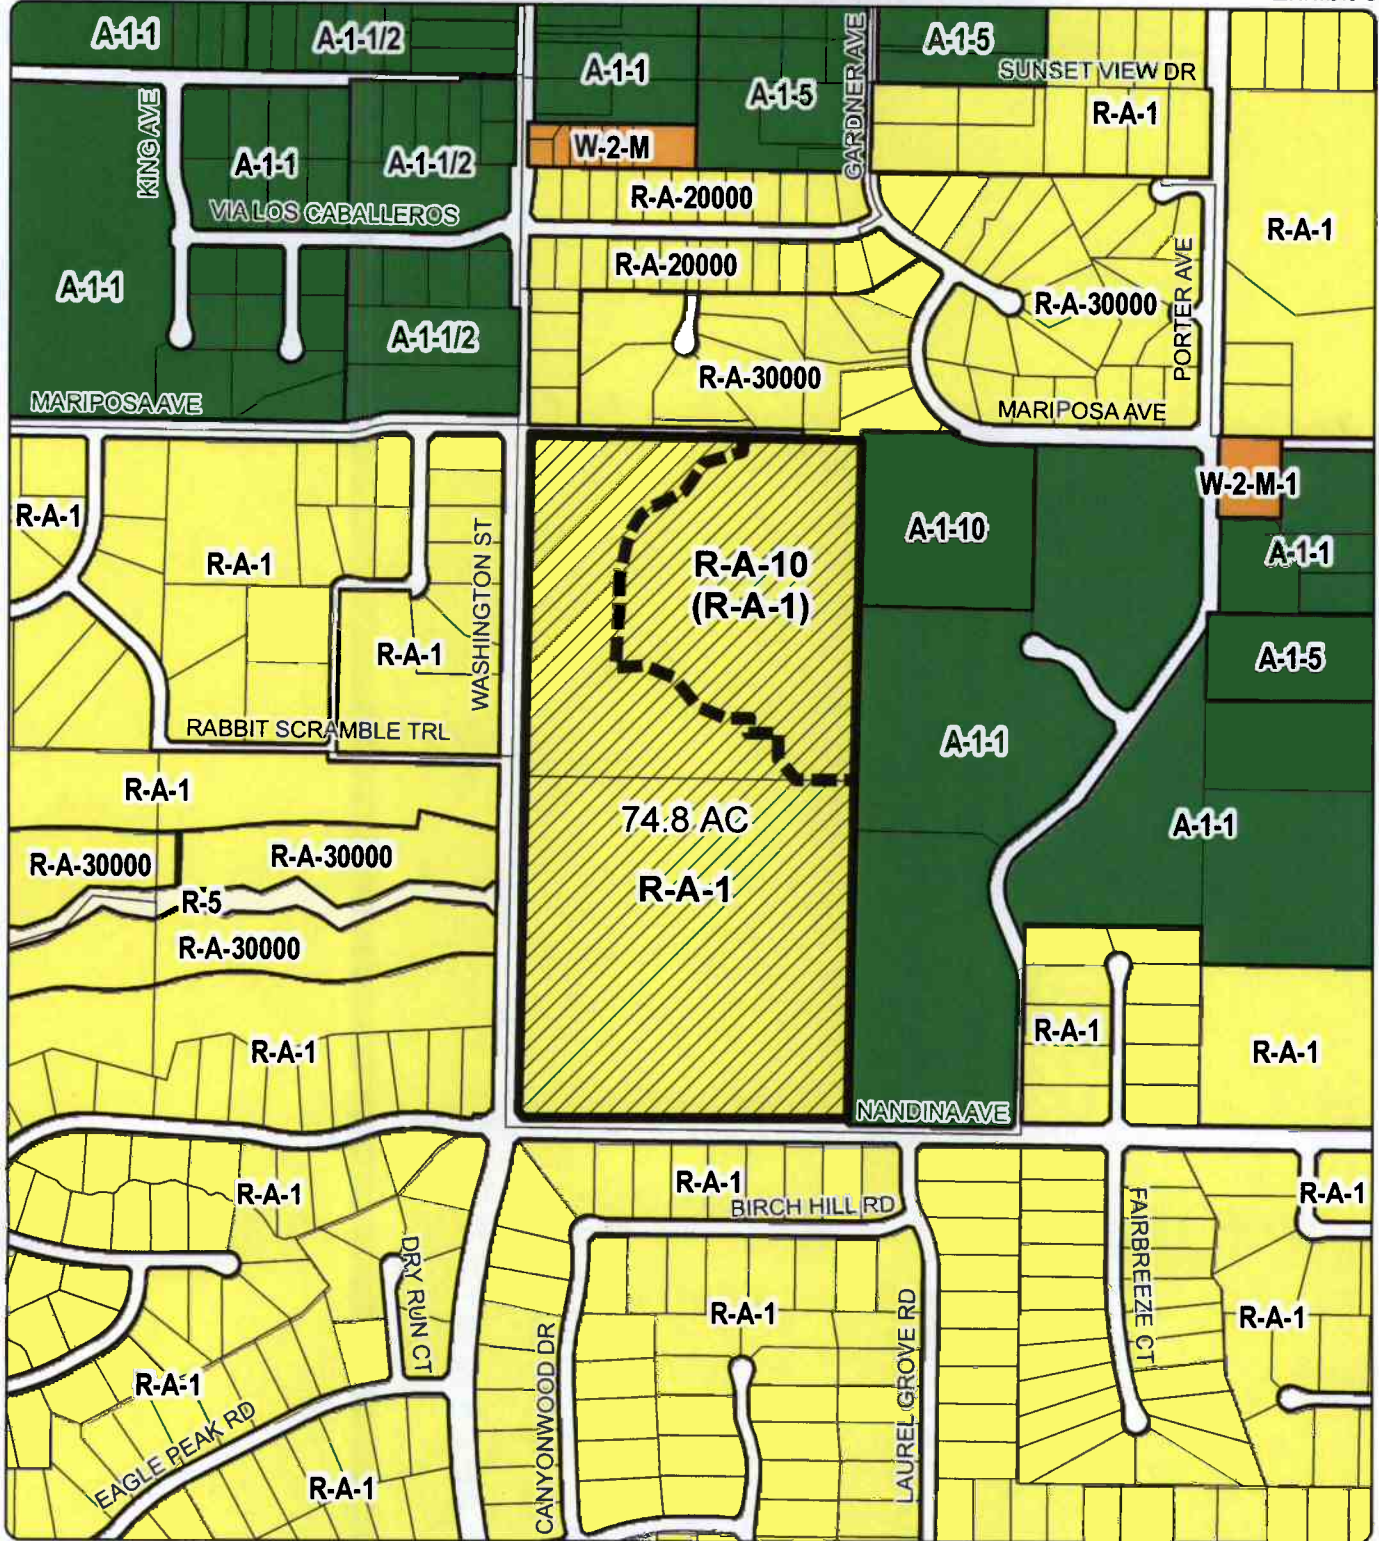 A-1-1
A-1-1/2
A-1-1
A-1-5
GARDNER AVE
A-1-5
SUNSET VIEW DR
R-A-1
KING AVE
A-1-1
A-1-1/2
W-2-M
R-A-20000
VIA LOS CABALLEROS
R-A-1
R-A-20000
A-1-1
A-1-1/2
R-A-30000
PORTER AVE
R-A-30000
MARIPOSA AVE
MARIPOSA AVE
W-2-M-1
R-A-1
R-A-1
WASHINGTON ST
R-A-10
(R-A-1)
A-1-10
A-1-1
R-A-1
A-1-5
RABBIT SCRAMBLE TRL
A-1-1
R-A-1
74.8 AC
A-1-1
R-A-30000
R-A-30000
R-A-1
R-5
R-A-30000
R-A-1
R-A-1
R-A-1
NANDINA AVE
R-A-1
R-A-1
R-A-1
BIRCH HILL RD
FAIRBREEZE CT
DRY RUN CT
R-A-1
R-A-1
R-A-1
CANYONWOOD DR
LAUREL GROVE RD
EAGLE PEAK RD
R-A-1